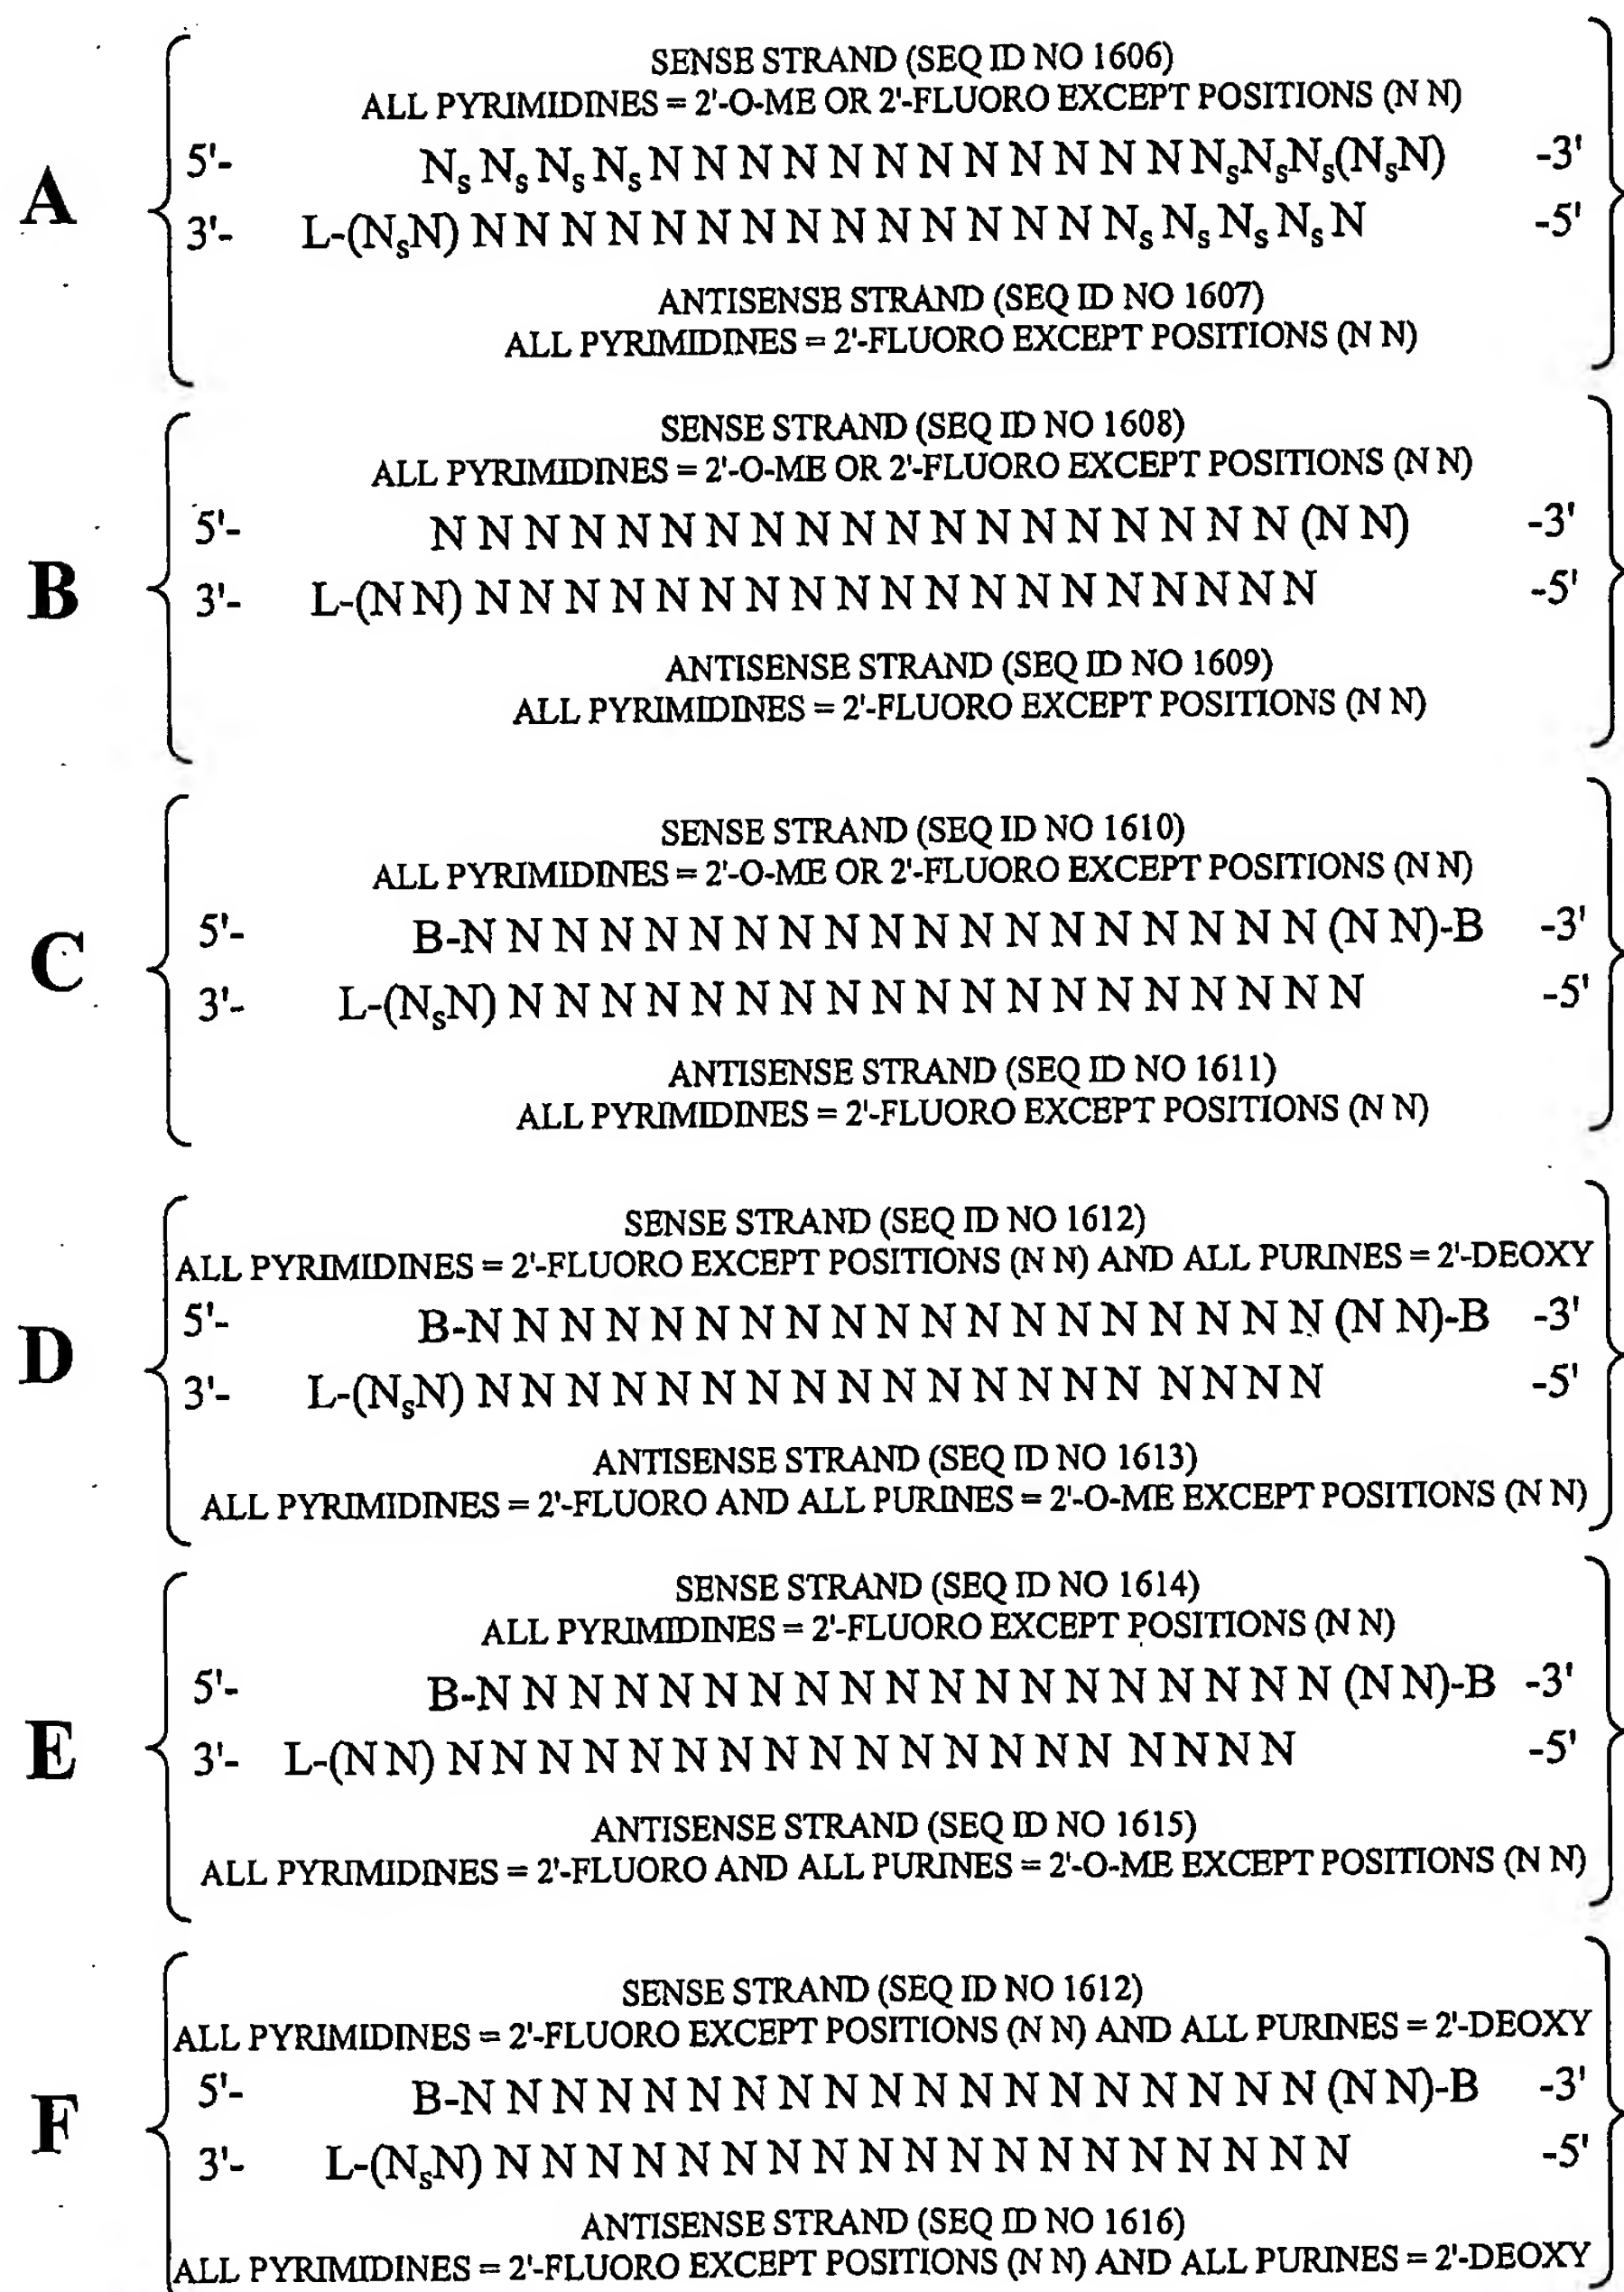 SENSE STRAND (SEQ ID NO 1606)
ALL PYRIMIDINES = 2'-O-ME OR 2'-FLUORO EXCEPT POSITIONS (N N)
A
5'- NₛNₛNₛNₛN N N N N N N N N N N N NₛNₛNₛ(NₛN) -3'
3'- L-(NₛN) N N N N N N N N N N N N N N NₛNₛNₛNₛN -5'
ANTISENSE STRAND (SEQ ID NO 1607)
ALL PYRIMIDINES = 2'-FLUORO EXCEPT POSITIONS (N N)
SENSE STRAND (SEQ ID NO 1608)
ALL PYRIMIDINES = 2'-O-ME OR 2'-FLUORO EXCEPT POSITIONS (N N)
B
5'- N N N N N N N N N N N N N N N N N N N (N N) -3'
3'- L-(N N) N N N N N N N N N N N N N N N N N N N -5'
ANTISENSE STRAND (SEQ ID NO 1609)
ALL PYRIMIDINES = 2'-FLUORO EXCEPT POSITIONS (N N)
SENSE STRAND (SEQ ID NO 1610)
ALL PYRIMIDINES = 2'-O-ME OR 2'-FLUORO EXCEPT POSITIONS (N N)
C
5'- B-N N N N N N N N N N N N N N N N N N N (N N)-B -3'
3'- L-(NₛN) N N N N N N N N N N N N N N N N N N N -5'
ANTISENSE STRAND (SEQ ID NO 1611)
ALL PYRIMIDINES = 2'-FLUORO EXCEPT POSITIONS (N N)
SENSE STRAND (SEQ ID NO 1612)
ALL PYRIMIDINES = 2'-FLUORO EXCEPT POSITIONS (N N) AND ALL PURINES = 2'-DEOXY
D
5'- B-N N N N N N N N N N N N N N N N N N N (N N)-B -3'
3'- L-(NₛN) N N N N N N N N N N N N N N N N N N N -5'
ANTISENSE STRAND (SEQ ID NO 1613)
ALL PYRIMIDINES = 2'-FLUORO AND ALL PURINES = 2'-O-ME EXCEPT POSITIONS (N N)
SENSE STRAND (SEQ ID NO 1614)
ALL PYRIMIDINES = 2'-FLUORO EXCEPT POSITIONS (N N)
E
5'- B-N N N N N N N N N N N N N N N N N N N (N N)-B -3'
3'- L-(N N) N N N N N N N N N N N N N N N N N N N -5'
ANTISENSE STRAND (SEQ ID NO 1615)
ALL PYRIMIDINES = 2'-FLUORO AND ALL PURINES = 2'-O-ME EXCEPT POSITIONS (N N)
SENSE STRAND (SEQ ID NO 1612)
ALL PYRIMIDINES = 2'-FLUORO EXCEPT POSITIONS (N N) AND ALL PURINES = 2'-DEOXY
F
5'- B-N N N N N N N N N N N N N N N N N N N (N N)-B -3'
3'- L-(NₛN) N N N N N N N N N N N N N N N N N N N -5'
ANTISENSE STRAND (SEQ ID NO 1616)
ALL PYRIMIDINES = 2'-FLUORO EXCEPT POSITIONS (N N) AND ALL PURINES = 2'-DEOXY